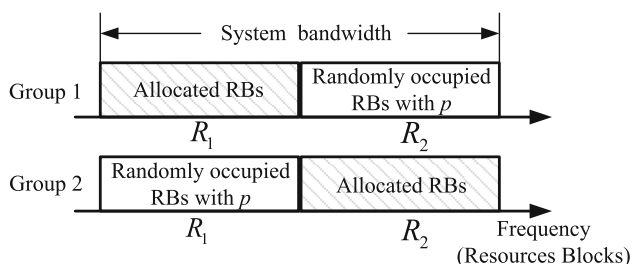 System bandwidth
Group 1
Allocated RBs
Randomly occupied
RBs with p
R1
R2
Group 2
Randomly occupied
RBs with p
Allocated RBs
R1
R2
Frequency
(Resources Blocks)